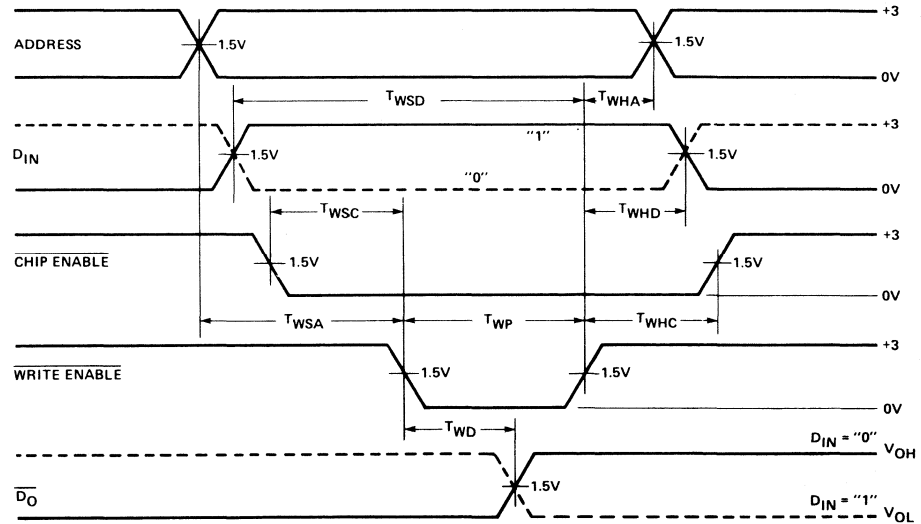 +3
ADDRESS
1.5V
1.5V
0V
TWSD
TWHA
+3
"1"
DIN
1.5V
1.5V
"0"
0V
TWSC
TWHD
+3
CHIP ENABLE
1.5V
1.5V
0V
TWSA
TWP
TWHC
+3
WRITE ENABLE
1.5V
1.5V
0V
TWD
DIN = "0"
VOH
DO
1.5V
DIN = "1"
VOL